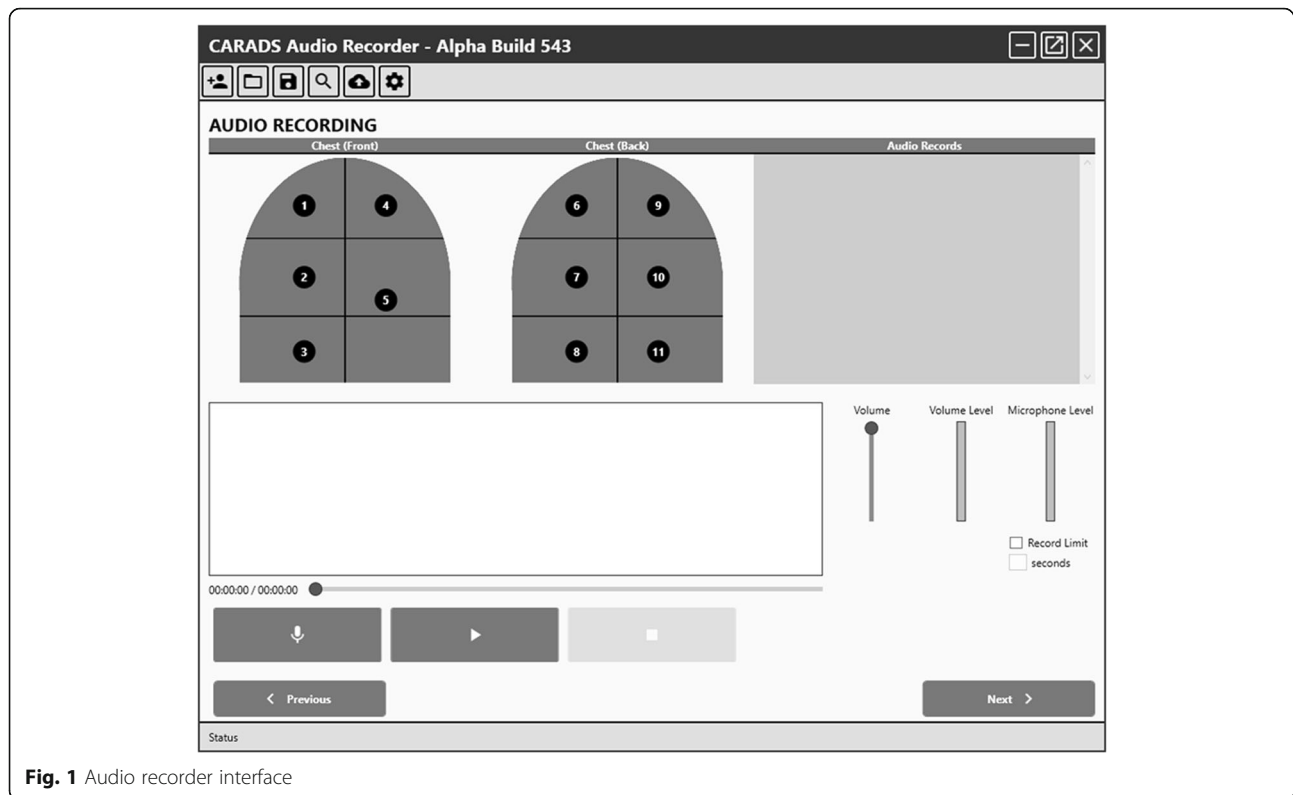 CARADS Audio Recorder - Alpha Build 543
AUDIO RECORDING
Chest (Front)
Chest (Back)
Audio Records
1 4
2
5
3
6 9
7 10
8 11
Volume
Volume Level
Microphone Level
Record Limit
seconds
00:00:00 / 00:00:00
Previous
Next
Status
Fig. 1 Audio recorder interface